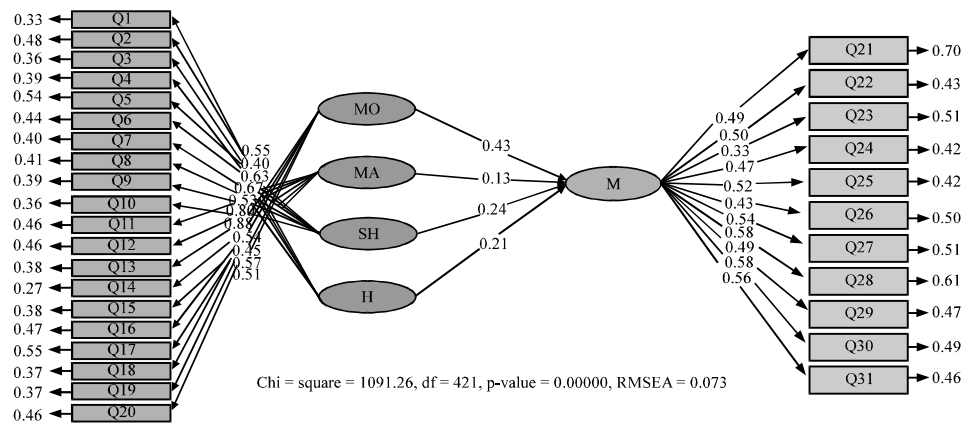 0.33 Q1
0.48 Q2
0.36 Q3
0.39 Q4
0.54 Q5
0.44 Q6
0.40 Q7
0.41 Q8
0.39 Q9
0.36 Q10
0.46 Q11
0.46 Q12
0.38 Q13
0.27 Q14
0.38 Q15
0.47 Q16
0.55 Q17
0.37 Q18
0.37 Q19
0.46 Q20
0.55
0.40
0.63
0.67
0.88
0.54
0.45
0.57
0.51
MO
MA
SH
H
0.43
0.13
0.24
0.21
M
0.49
0.50
0.33
0.47
0.52
0.43
0.54
0.58
0.49
0.58
0.56
Q21 0.70
Q22 0.43
Q23 0.51
Q24 0.42
Q25 0.42
Q26 0.50
Q27 0.51
Q28 0.61
Q29 0.47
Q30 0.49
Q31 0.46
Chi = square = 1091.26, df = 421, p-value = 0.00000, RMSEA = 0.073